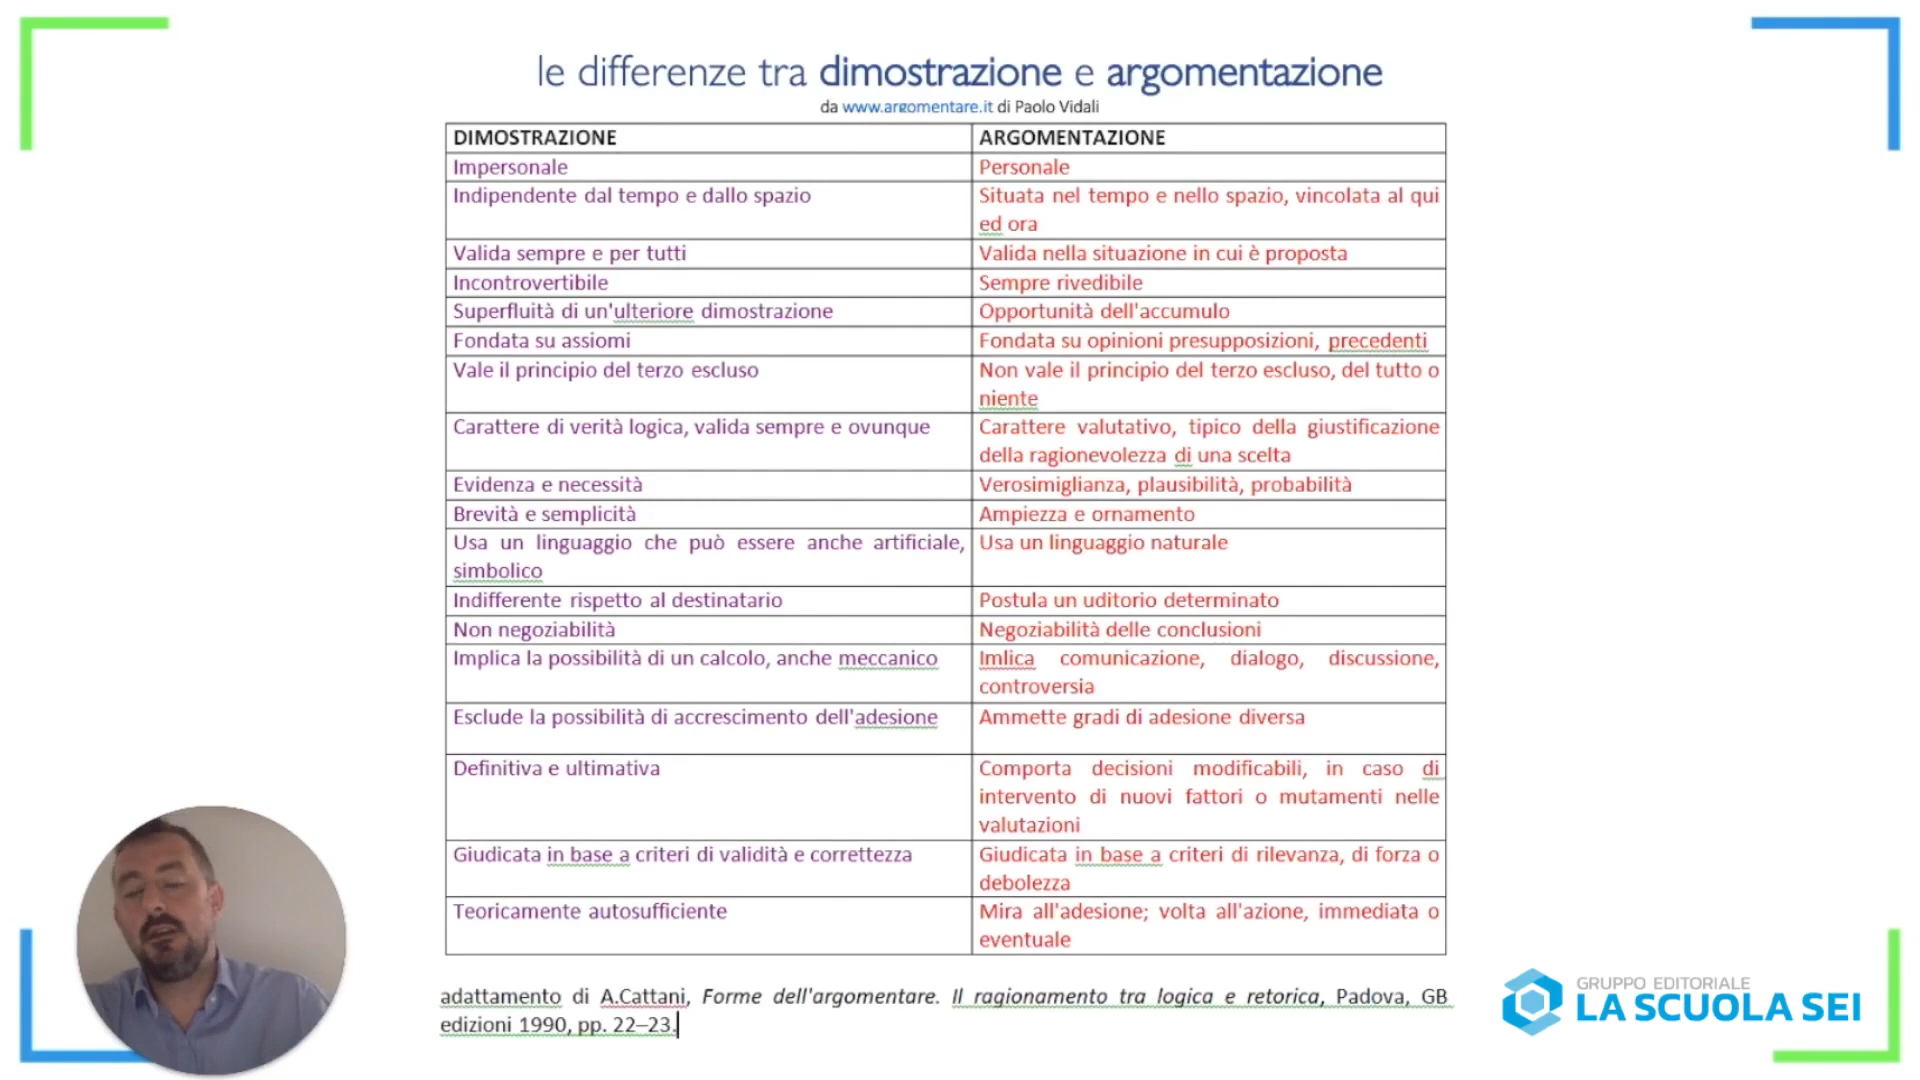 le differenze tra dimostrazione e argomentazione
da www.argomentare.it di Paolo Vidali
DIMOSTRAZIONE
ARGOMENTAZIONE
Impersonale
Personale
Indipendente dal tempo e dallo spazio
Situata nel tempo e nello spazio, vincolata al qui
ed ora
Valida sempre e per tutti
Valida nella situazione in cui è proposta
Incontrovertibile
Sempre rivedibile
Superfluità di un'ulteriore dimostrazione
Opportunità dell'accumulo
Fondata su assiomi
Fondata su opinioni presupposizioni, precedenti
Vale il principio del terzo escluso
Non vale il principio del terzo escluso, del tutto o
niente
Carattere di verità logica, valida sempre e ovunque
Carattere valutativo, tipico della giustificazione
della ragionevolezza di una scelta
Evidenza e necessità
Verosimiglianza, plausibilità, probabilità
Brevità e semplicità
Ampiezza e ornamento
Usa un linguaggio che può essere anche artificiale,
simbolico
Usa un linguaggio naturale
Indifferente rispetto al destinatario
Postula un uditorio determinato
Non negoziabilità
Negoziabilità delle conclusioni
Implica la possibilità di un calcolo, anche meccanico
Imlica comunicazione, dialogo, discussione,
controversia
Esclude la possibilità di accrescimento dell'adesione
Ammette gradi di adesione diversa
Definitiva e ultimativa
Comporta decisioni modificabili, in caso di
intervento di nuovi fattori o mutamenti nelle
valutazioni
Giudicata in base a criteri di validità e correttezza
Giudicata in base a criteri di rilevanza, di forza o
debolezza
Teoricamente autosufficiente
Mira all'adesione; volta all'azione, immediata o
eventuale
adattamento di A.Cattani, Forme dell'argomentare. Il ragionamento tra logica e retorica, Padova, GB
edizioni 1990, pp. 22–23.
GRUPPO EDITORIALE
LA SCUOLA SEI